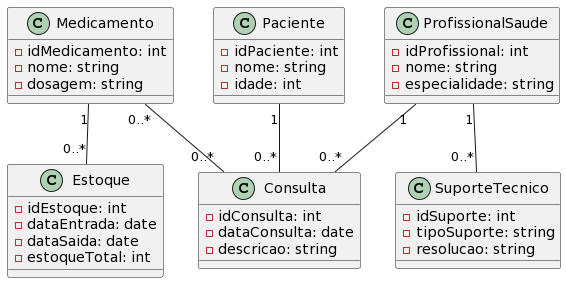 C Medicamento
idMedicamento: int
nome: string
dosagem: string
C Paciente
idPaciente: int
nome: string
idade: int
C ProfissionalSaude
idProfissional: int
nome: string
especialidade: string
1
0..*
1
1
1
0..*
0..*
0..*
0..*
0..*
C Estoque
idEstoque: int
dataEntrada: date
dataSaida: date
estoqueTotal: int
C Consulta
idConsulta: int
dataConsulta: date
descricao: string
C SuporteTecnico
idSuporte: int
tipoSuporte: string
resolucao: string